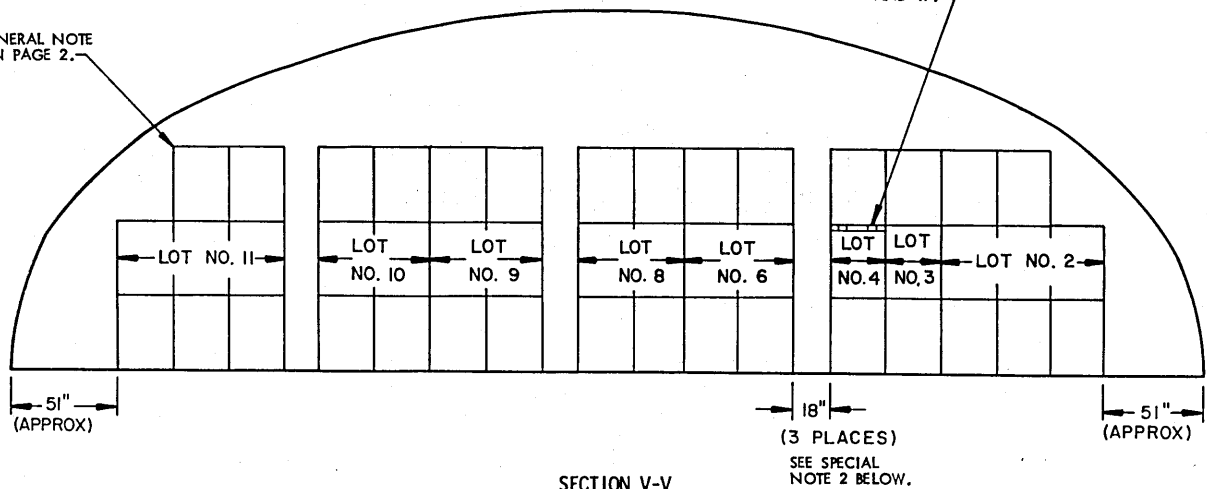 NERAL NOTE
N PAGE 2.
LOT NO. 11
LOT
NO. 10
LOT
NO. 9
LOT
NO. 8
LOT
NO. 6
LOT
NO. 4
LOT
NO. 3
LOT NO. 2
51"
(APPROX)
18"
(3 PLACES)
SEE SPECIAL
NOTE 2 BELOW.
51"
(APPROX)
SECTION V-V